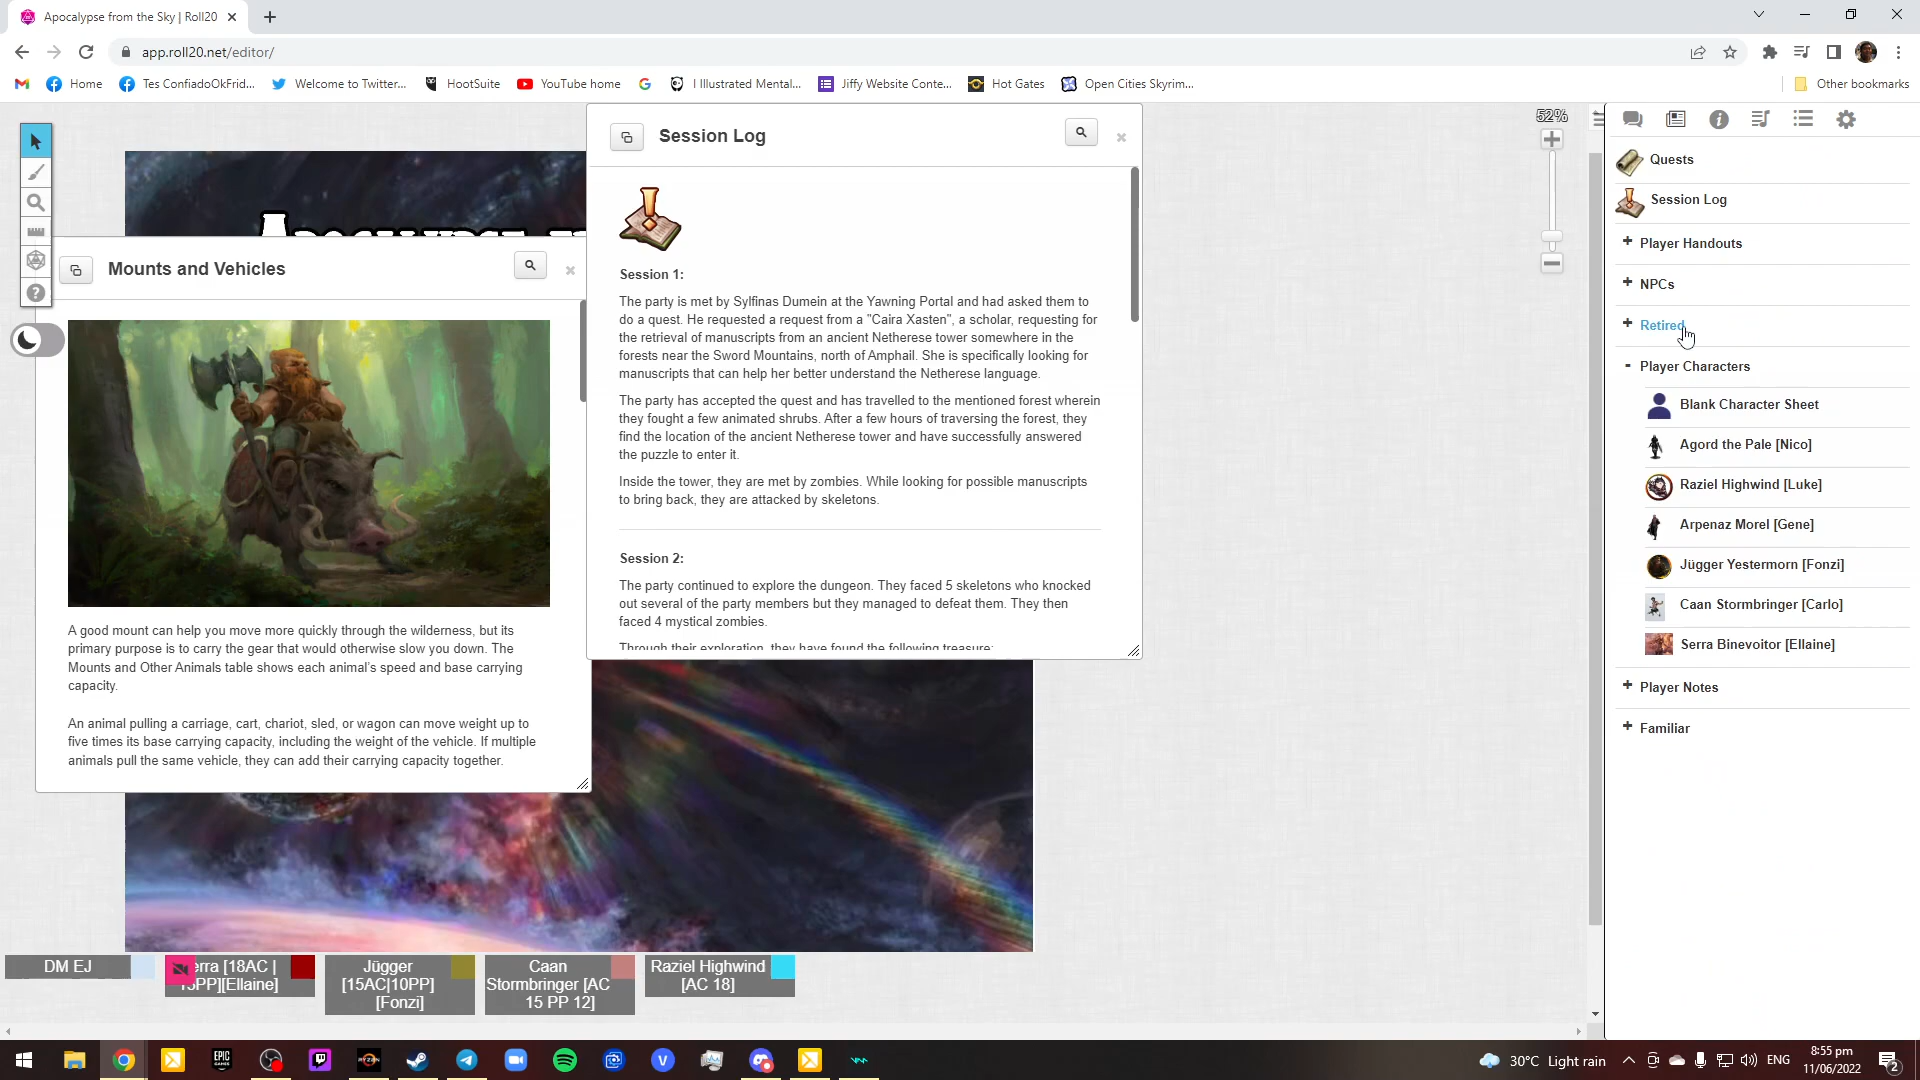 Apocalypse from the Sky | Roll20
app.roll20.net/editor/
Home
Tes ConfiadoOkFrid...
Welcome to Twitter...
HootSuite
YouTube home
I Illustrated Mental...
Jiffy Website Conte...
Hot Gates
Open Cities Skyrim...
Other bookmarks
52%
Session Log
Session 1:
The party is met by Sylfinas Dumein at the Yawning Portal and had asked them to
do a quest. He requested a request from a "Caira Xasten", a scholar, requesting for
the retrieval of manuscripts from an ancient Netherese tower somewhere in the
forests near the Sword Mountains, north of Amphail. She is specifically looking for
manuscripts that can help her better understand the Netherese language.
The party has accepted the quest and has travelled to the mentioned forest wherein
they fought a few animated shrubs. After a few hours of traversing the forest, they
find the location of the ancient Netherese tower and have successfully answered
the puzzle to enter it.
Inside the tower, they are met by zombies. While looking for possible manuscripts
to bring back, they are attacked by skeletons.
Session 2:
The party continued to explore the dungeon. They faced 5 skeletons who knocked
out several of the party members but they managed to defeat them. They then
faced 4 mystical zombies.
Through their exploration, they have found the following treasure:
Mounts and Vehicles
A good mount can help you move more quickly through the wilderness, but its
primary purpose is to carry the gear that would otherwise slow you down. The
Mounts and Other Animals table shows each animal's speed and base carrying
capacity.
An animal pulling a carriage, cart, chariot, sled, or wagon can move weight up to
five times its base carrying capacity, including the weight of the vehicle. If multiple
animals pull the same vehicle, they can add their carrying capacity together.
Quests
Session Log
Player Handouts
NPCs
Retired
Player Characters
Blank Character Sheet
Agord the Pale [Nico]
Raziel Highwind [Luke]
Arpenaz Morel [Gene]
Jügger Yestermorn [Fonzi]
Caan Stormbringer [Carlo]
Serra Binevoitor [Ellaine]
Player Notes
Familiar
DM EJ
erra [18AC |
PP][Ellaine]
Jügger
[15AC|10PP]
[Fonzi]
Caan
Stormbringer [AC
15 PP 12]
Raziel Highwind
[AC 18]
EPIC GAMES
RYZEN
30°C Light rain
ENG
8:55 pm
11/06/2022
2